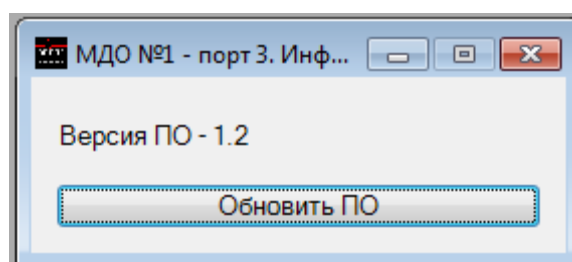 МДО №1 - порт 3. Инф...
Версия ПО - 1.2
Обновить ПО